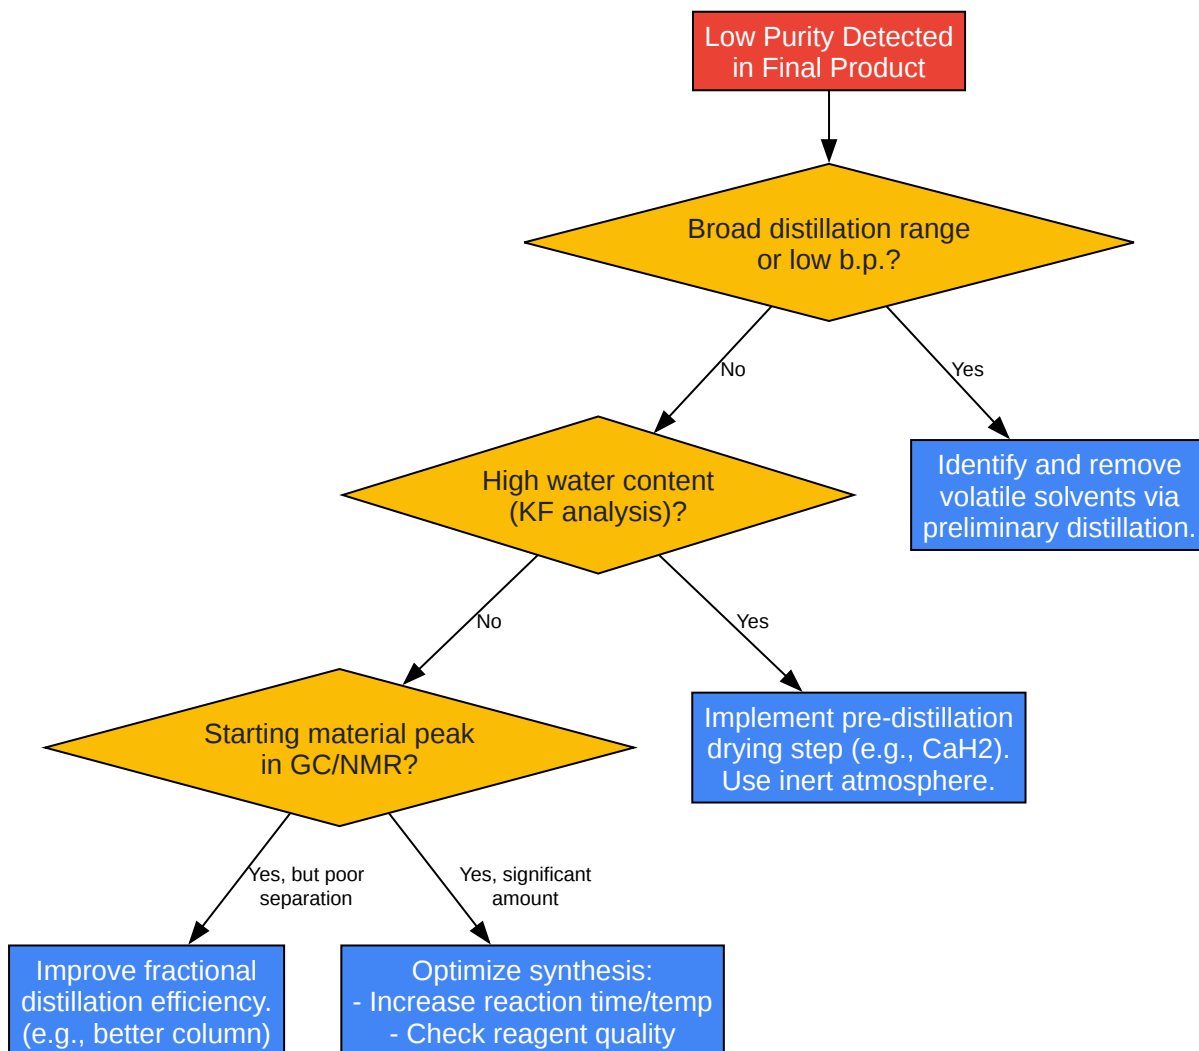 Low Purity Detected
in Final Product
Broad distillation range
or low b.p.?
No
Yes
High water content
(KF analysis)?
Identify and remove
volatile solvents via
preliminary distillation.
No
Yes
Starting material peak
in GC/NMR?
Implement pre-distillation
drying step (e.g., CaH2).
Use inert atmosphere.
Yes, but poor
separation
Yes, significant
amount
Improve fractional
distillation efficiency.
(e.g., better column)
Optimize synthesis:
- Increase reaction time/temp
- Check reagent quality